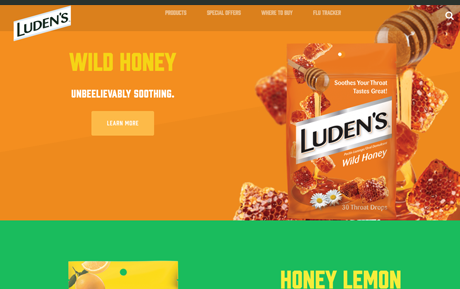 LUDEN'S
PRODUCTS
SPECIAL OFFERS
WHERE TO BUY
FLU TRACKER
WILD HONEY
UNBEELIEVABLY SOOTHING.
LEARN MORE
Soothes Your Throat
Tastes Great!
LUDEN'S
Wild Honey
30 Throat Drops
HONEY LEMON